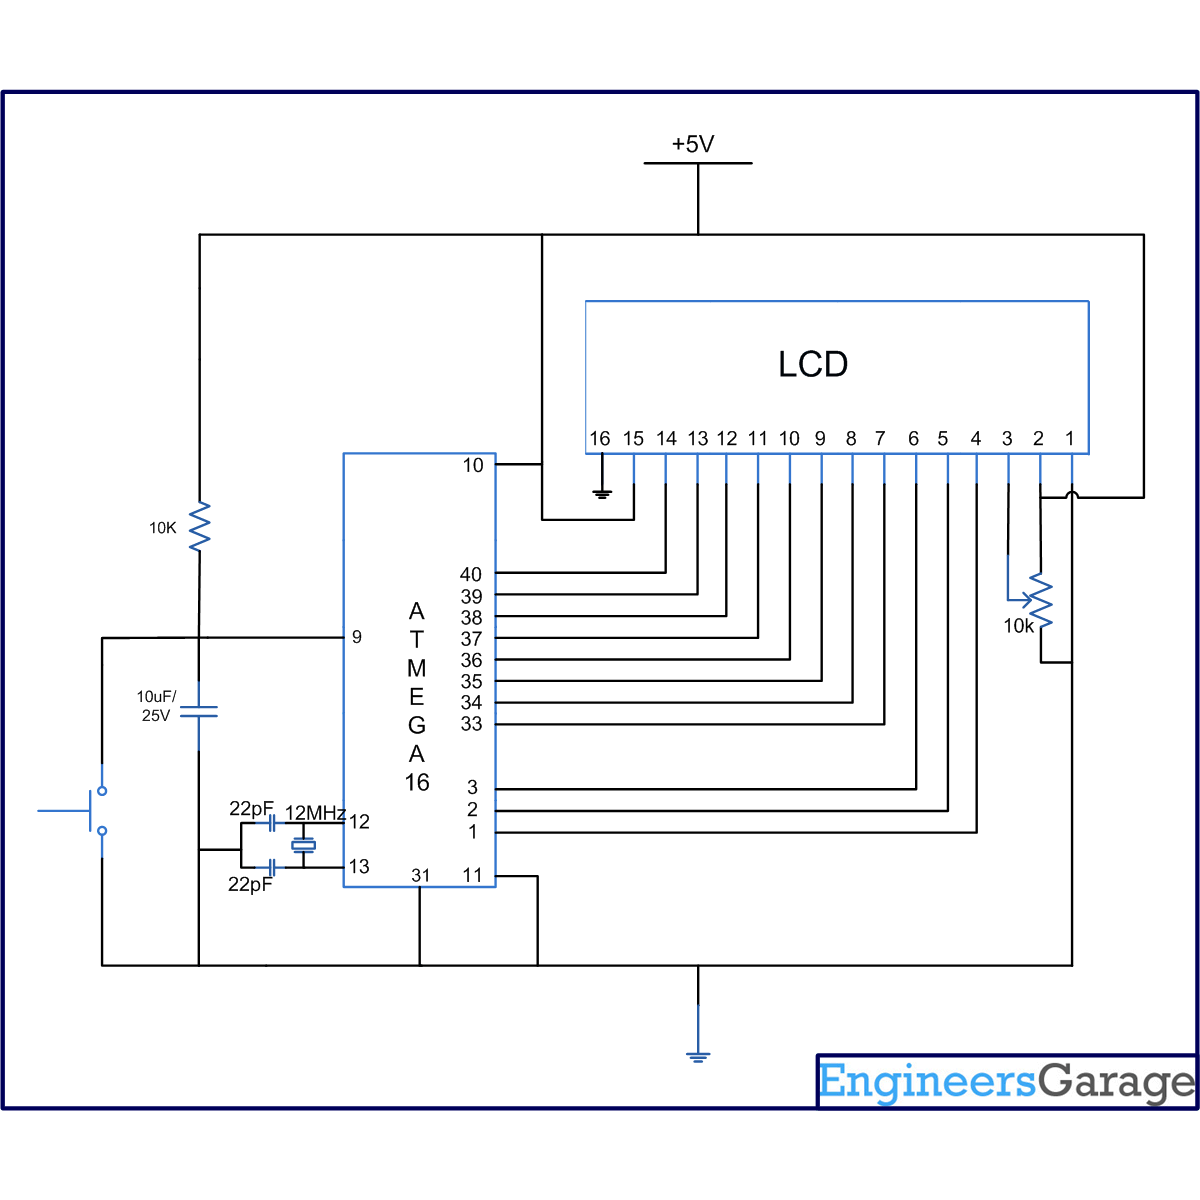 +5V
LCD
16 15 14 13 12 11 10 9 8 7 6 5 4 3 2 1
10
10K
40
39
38
37
36
35
34
33
9
A
T
M
E
G
A
16
10k
10uF/
25V
3
2
1
22pF
12MHz
12
13
22pF
31
11
EngineersGarage